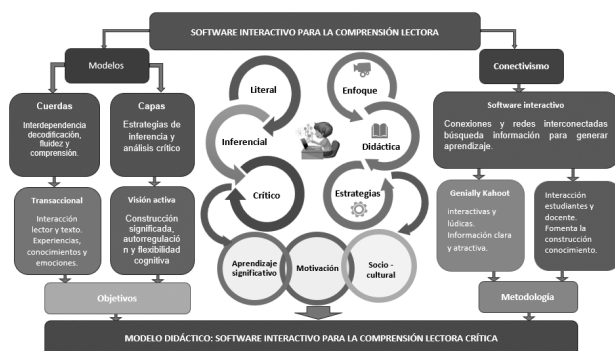 SOFTWARE INTERACTIVO PARA LA COMPRENSIÓN LECTORA
Modelos
Cuerdas
Interdependencia
decodificación,
fluidez y
comprensión.
Capas
Estrategias de
inferencia y
análisis crítico
Transaccional
Interacción
lector y texto.
Experiencias,
conocimientos y
emociones.
Visión activa
Construcción
significada,
autorregulació
n y flexibilidad
cognitiva
Objetivos
Literal
Inferencial
Crítico
Enfoque
Didáctica
Estrategias
Aprendizaje
significativo
Motivación
Socio -
cultural
Conectivismo
Software interactivo
Conexiones y redes interconectadas
búsqueda información para generar
aprendizaje.
Genially Kahoot
interactivas y
lúdicas.
Información clara
y atractiva.
Interacción
estudiantes y
docente.
Fomenta la
construcción
conocimiento.
Metodología
MODELO DIDÁCTICO: SOFTWARE INTERACTIVO PARA LA COMPRENSIÓN LECTORA CRÍTICA